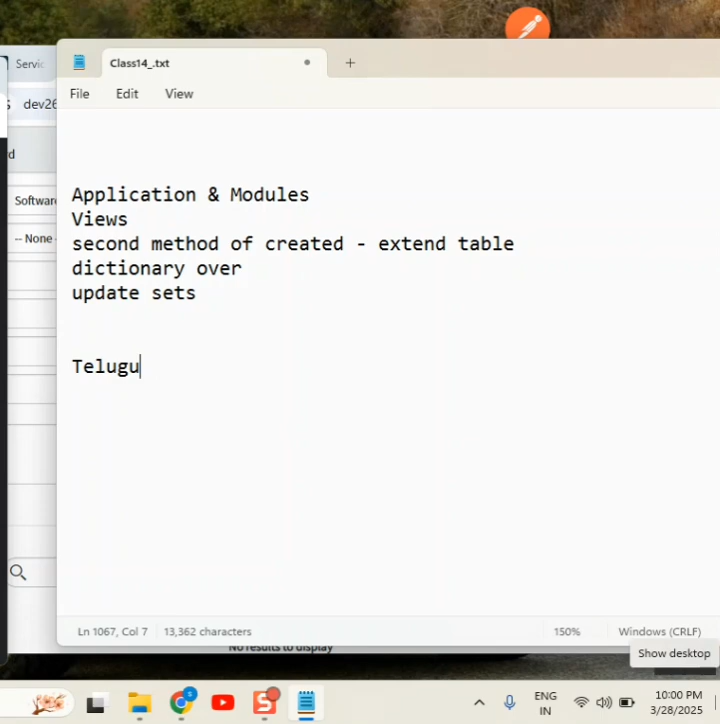 Servic
Class14_.txt
dev26
File Edit View
d
Application & Modules
Software
Views
-- None -
second method of created - extend table
dictionary over
update sets
Telugu
Ln 1067, Col 7 13,362 characters 150% Windows (CRLF)
No results to display
Show desktop
ENG
IN
10:00 PM
3/28/2025